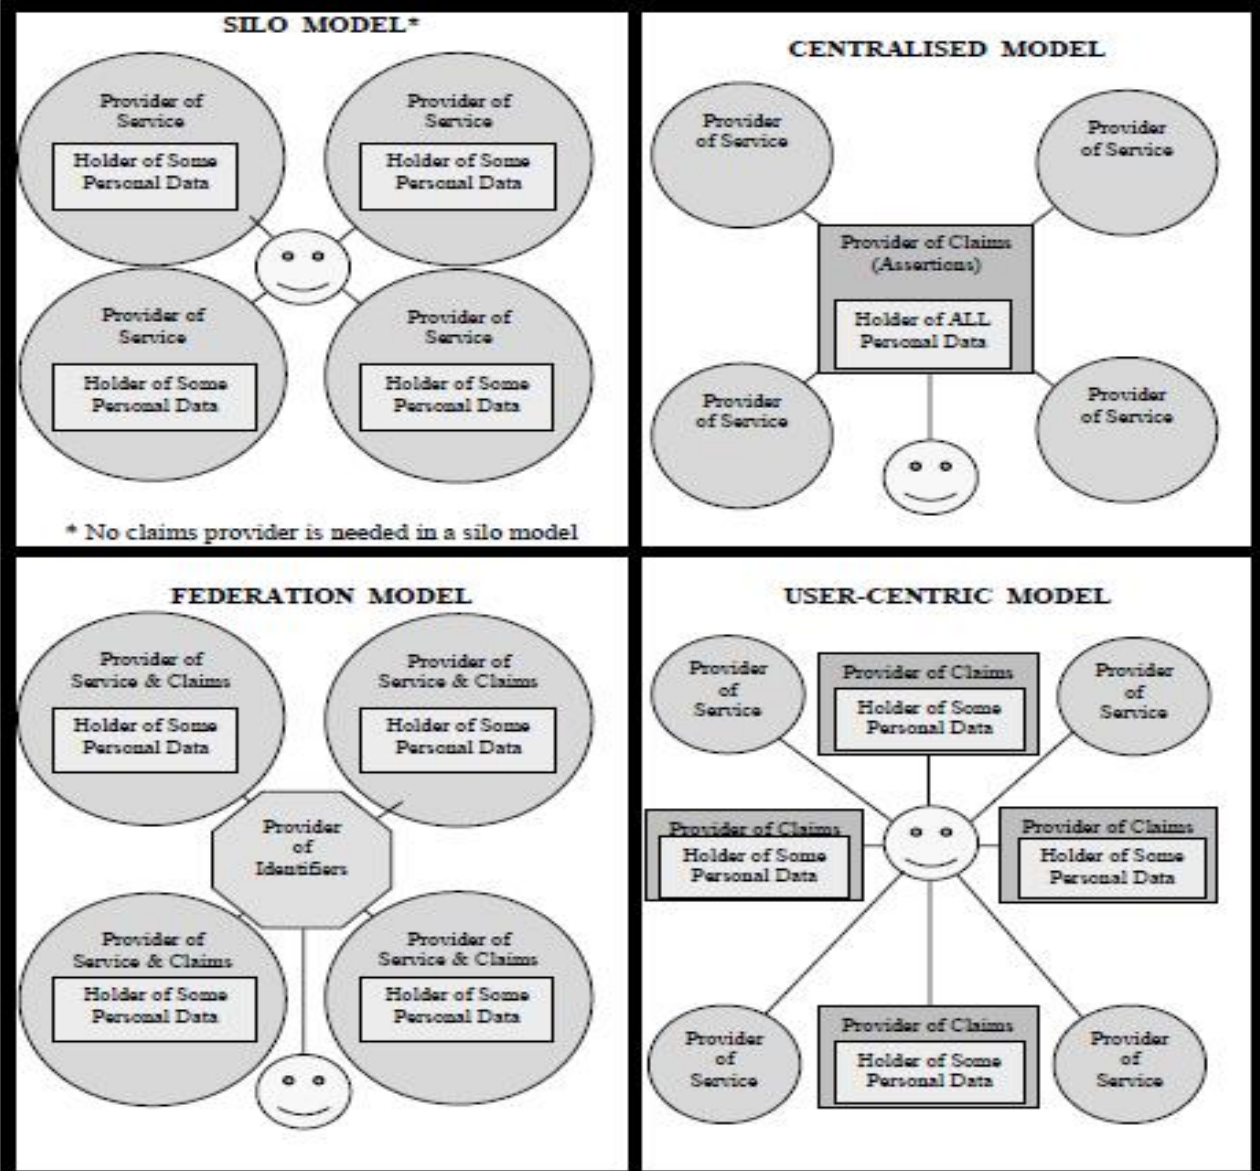 SILO MODEL*
Provider of
Service
Holder of Some
Personal Data
Provider of
Service
Holder of Some
Personal Data
Provider of
Service
Holder of Some
Personal Data
Provider of
Service
Holder of Some
Personal Data
* No claims provider is needed in a silo model
CENTRALISED MODEL
Provider
of Service
Provider
of Service
Provider of Claims
(Assertions)
Holder of ALL
Personal Data
Provider
of Service
Provider
of Service
FEDERATION MODEL
Provider of
Service & Claims
Holder of Some
Personal Data
Provider of
Service & Claims
Holder of Some
Personal Data
Provider
of
Identifiers
Provider of
Service & Claims
Holder of Some
Personal Data
Provider of
Service & Claims
Holder of Some
Personal Data
USER-CENTRIC MODEL
Provider
of
Service
Provider of Claims
Holder of Some
Personal Data
Provider
of
Service
Provider of Claims
Holder of Some
Personal Data
Provider of Claims
Holder of Some
Personal Data
Provider
of
Service
Provider of Claims
Holder of Some
Personal Data
Provider
of
Service